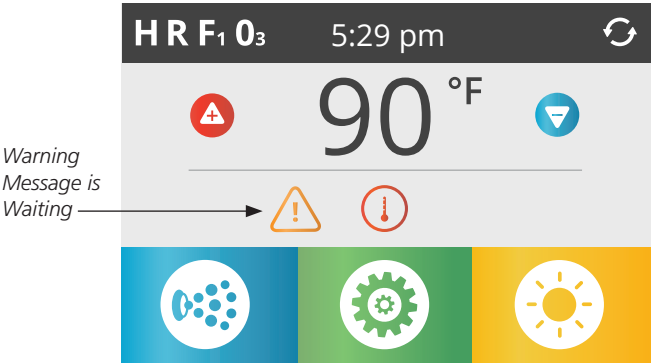 H R F₁ 0₃ 5:29 pm
90 °F
Warning
Message is
Waiting